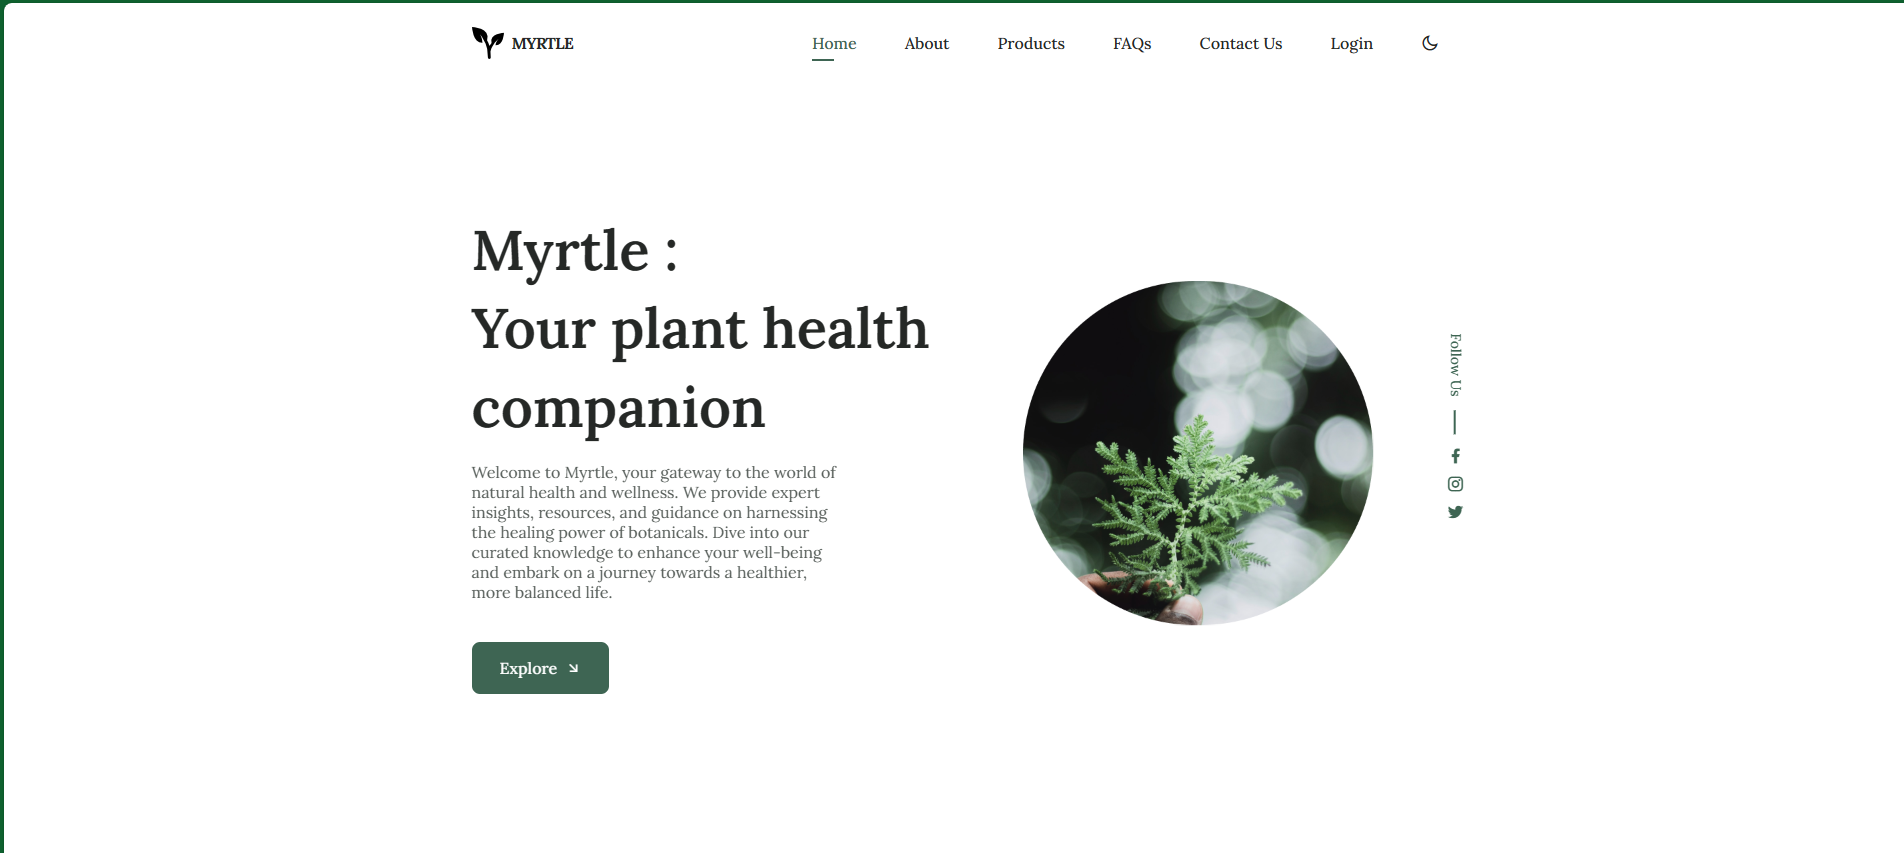 MYRTLE
Home
About
Products
FAQs
Contact Us
Login
Myrtle :
Your plant health
companion
Welcome to Myrtle, your gateway to the world of
natural health and wellness. We provide expert
insights, resources, and guidance on harnessing
the healing power of botanicals. Dive into our
curated knowledge to enhance your well-being
and embark on a journey towards a healthier,
more balanced life.
Explore
Follow Us